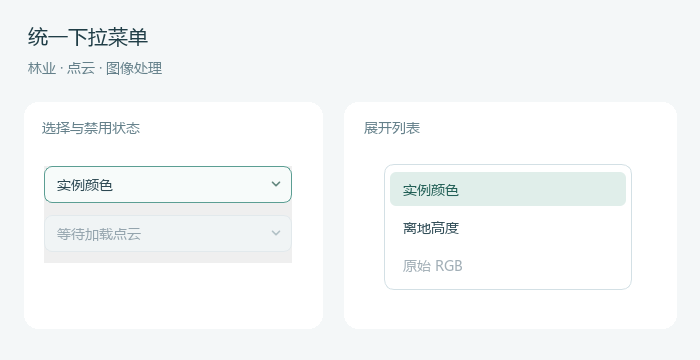 统一下拉菜单
林业 · 点云 · 图像处理
选择与禁用状态
实例颜色
等待加载点云
展开列表
实例颜色
离地高度
原始 RGB